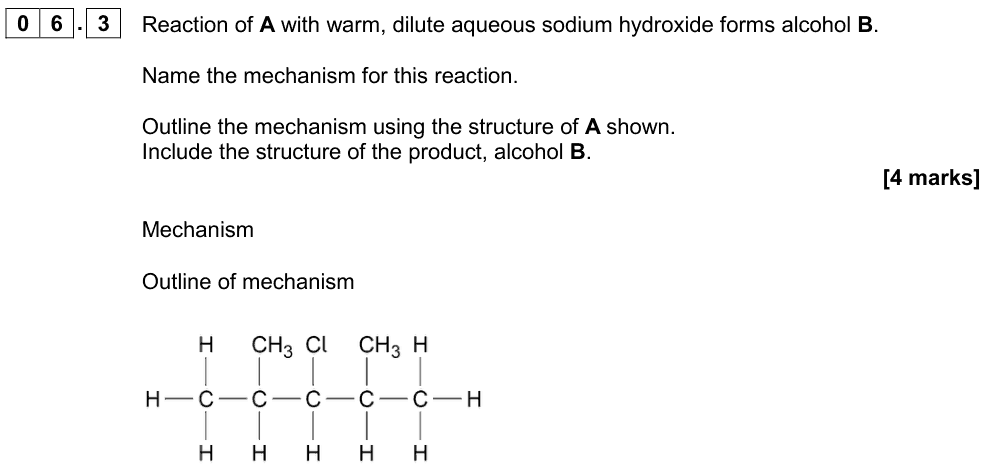 0 6 . 3 Reaction of A with warm, dilute aqueous sodium hydroxide forms alcohol B.
Name the mechanism for this reaction.
Outline the mechanism using the structure of A shown.
Include the structure of the product, alcohol B.
[4 marks]
Mechanism
Outline of mechanism
H CH3 Cl CH3 H
H C C C C C H
H H H H H